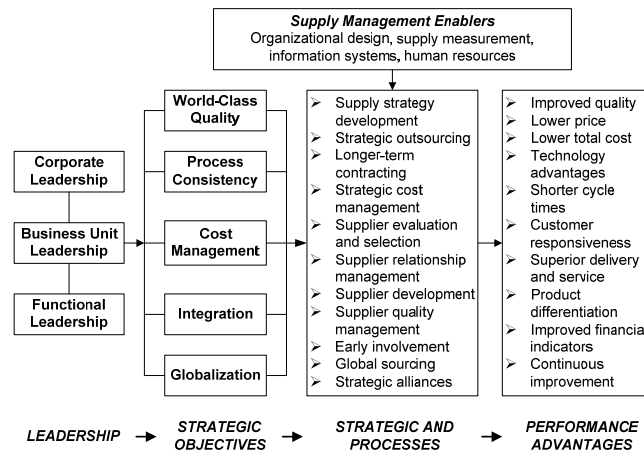 Supply Management Enablers
Organizational design, supply measurement,
information systems, human resources
Corporate
Leadership
Business Unit
Leadership
Functional
Leadership
World-Class
Quality
Process
Consistency
Cost
Management
Integration
Globalization
➢ Supply strategy
development
➢ Strategic outsourcing
➢ Longer-term
contracting
➢ Strategic cost
management
➢ Supplier evaluation
and selection
➢ Supplier relationship
management
➢ Supplier development
➢ Supplier quality
management
➢ Early involvement
➢ Global sourcing
➢ Strategic alliances
➢ Improved quality
➢ Lower price
➢ Lower total cost
➢ Technology
advantages
➢ Shorter cycle
times
➢ Customer
responsiveness
➢ Superior delivery
and service
➢ Product
differentiation
➢ Improved financial
indicators
➢ Continuous
improvement
LEADERSHIP
STRATEGIC
OBJECTIVES
STRATEGIC AND
PROCESSES
PERFORMANCE
ADVANTAGES